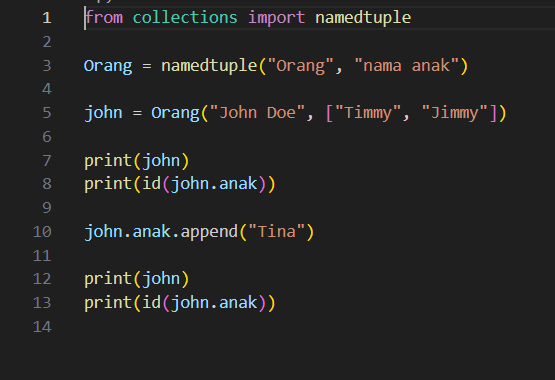 1 from collections import namedtuple
2
3 Orang = namedtuple("Orang", "nama anak")
4
5 john = Orang("John Doe", ["Timmy", "Jimmy"])
6
7 print(john)
8 print(id(john.anak))
9
10 john.anak.append("Tina")
11
12 print(john)
13 print(id(john.anak))
14